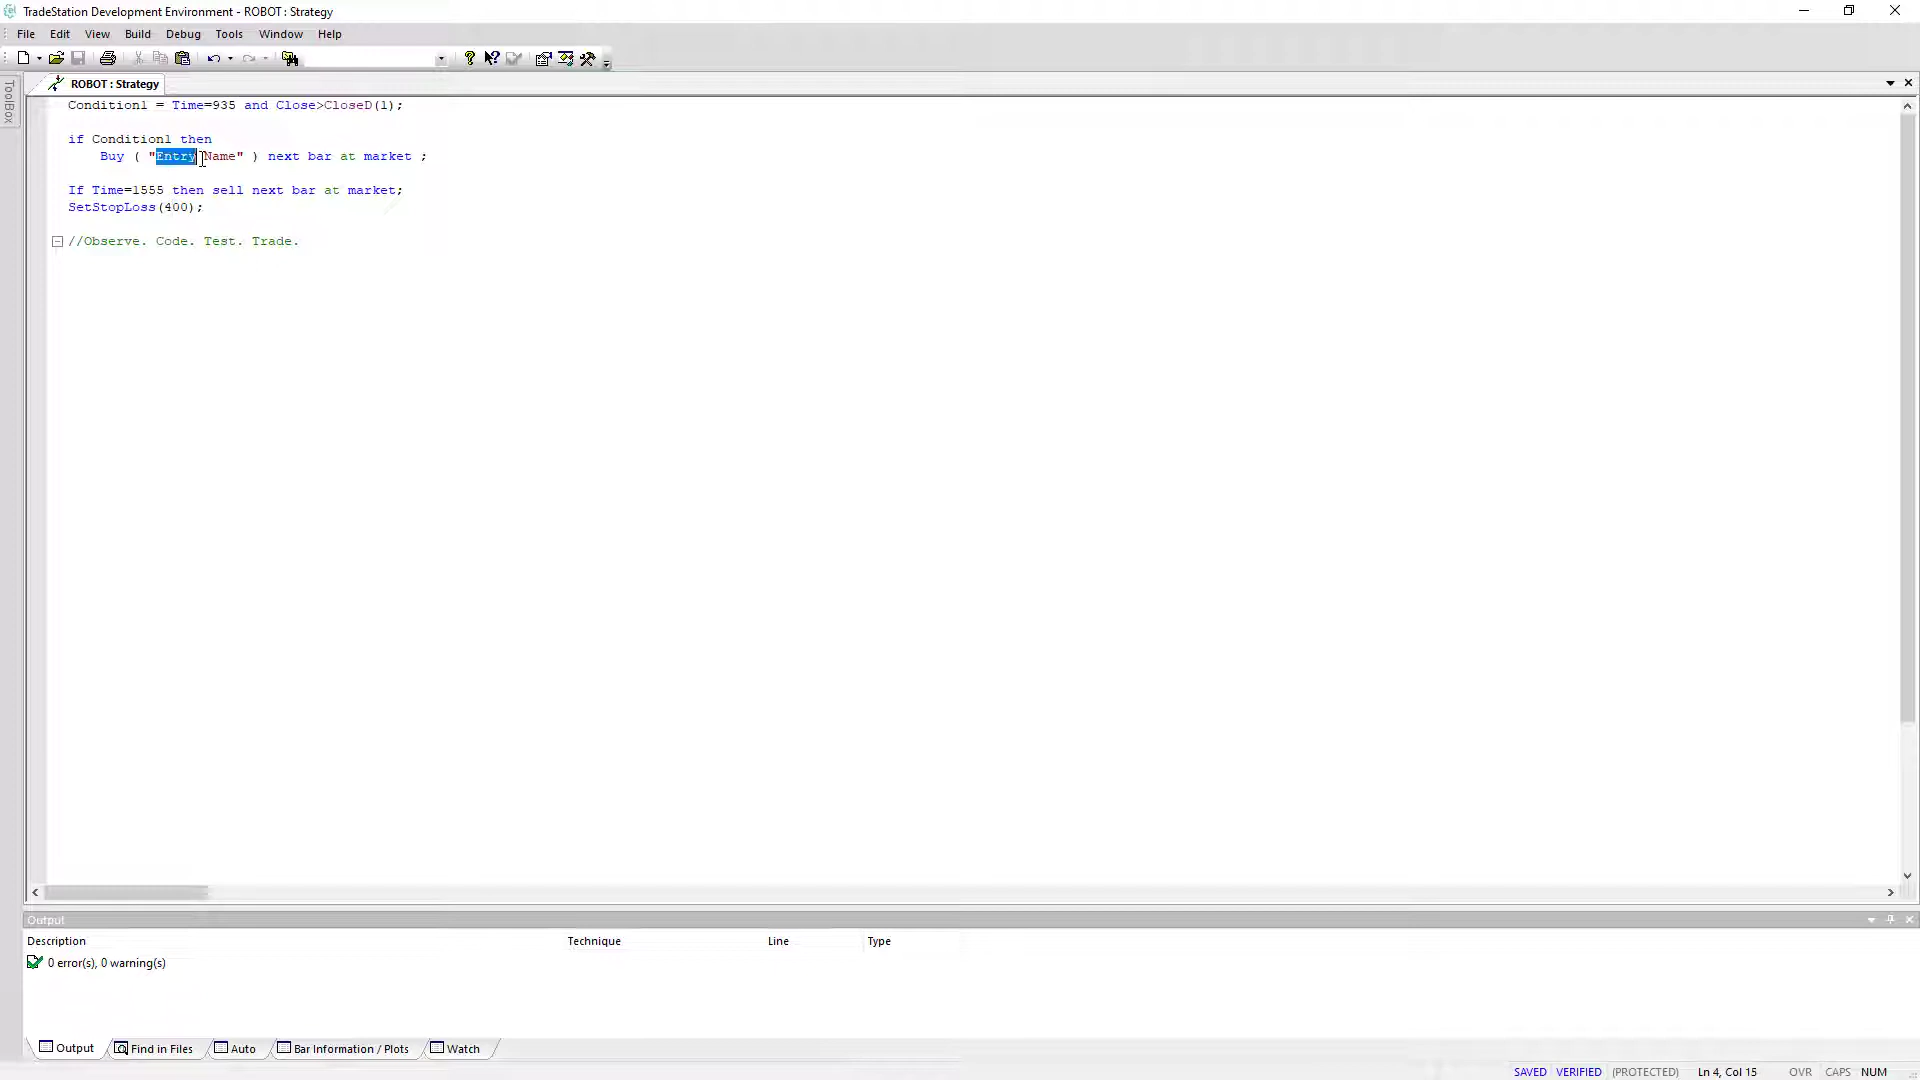 TradeStation Development Environment - ROBOT : Strategy
File Edit View Build Debug Tools Window Help
ToolBox
ROBOT : Strategy
Condition1 = Time=935 and Close>CloseD(1);
if Condition1 then
Buy ( "Entry Name" ) next bar at market ;
If Time=1555 then sell next bar at market;
SetStopLoss(400);
//Observe. Code. Test. Trade.
Output
Description Technique Line Type
0 error(s), 0 warning(s)
Output Find in Files Auto Bar Information / Plots Watch
SAVED VERIFIED (PROTECTED) Ln 4, Col 15 OVR CAPS NUM